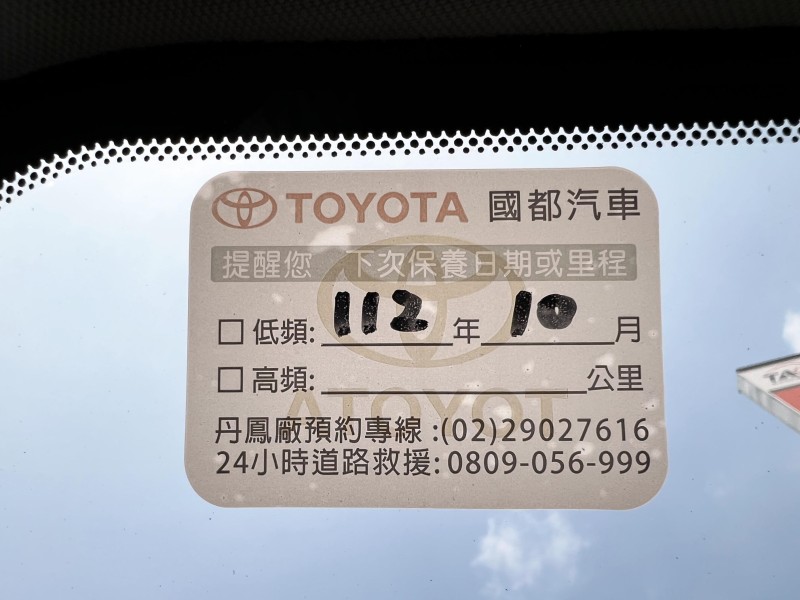 TOYOTA 國都汽車
提醒您 下次保養日期或里程
□ 低頻: 112 年 10 月
□ 高頻: 公里
丹鳳廠預約專線 :(02)29027616
24小時道路救援: 0809-056-999
TOYOTA
TA